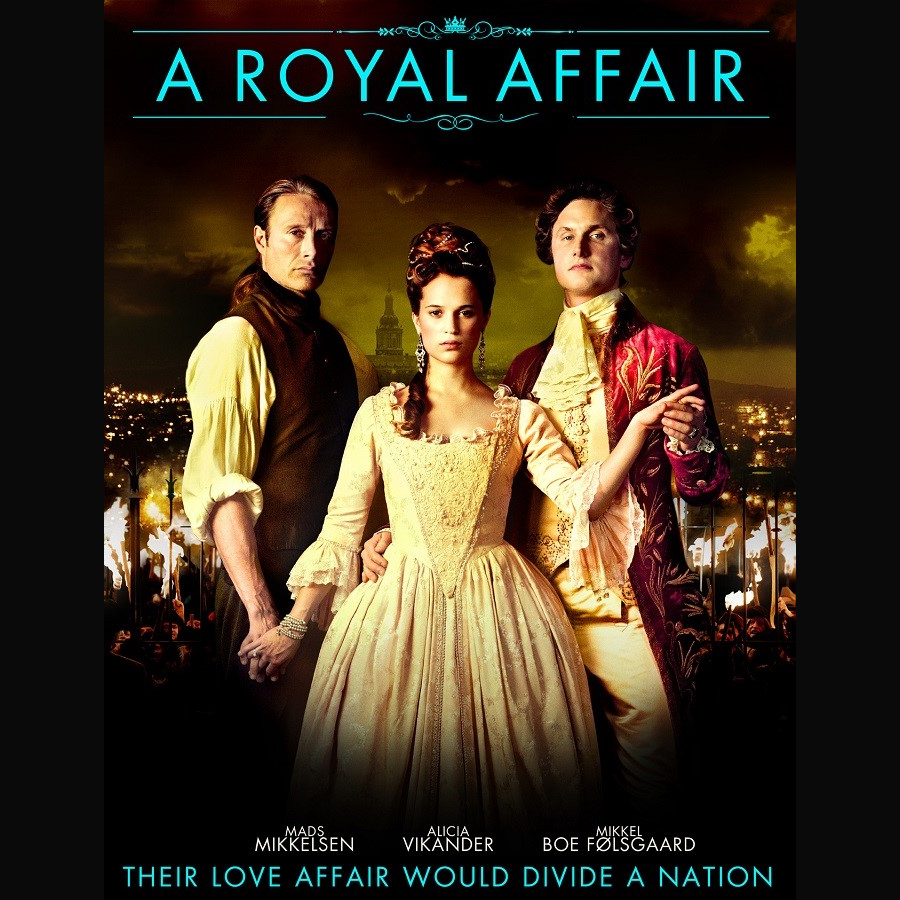 A ROYAL AFFAIR
MADS MIKKELSEN
ALICIA VIKANDER
MIKKEL BOE FØLSGAARD
THEIR LOVE AFFAIR WOULD DIVIDE A NATION